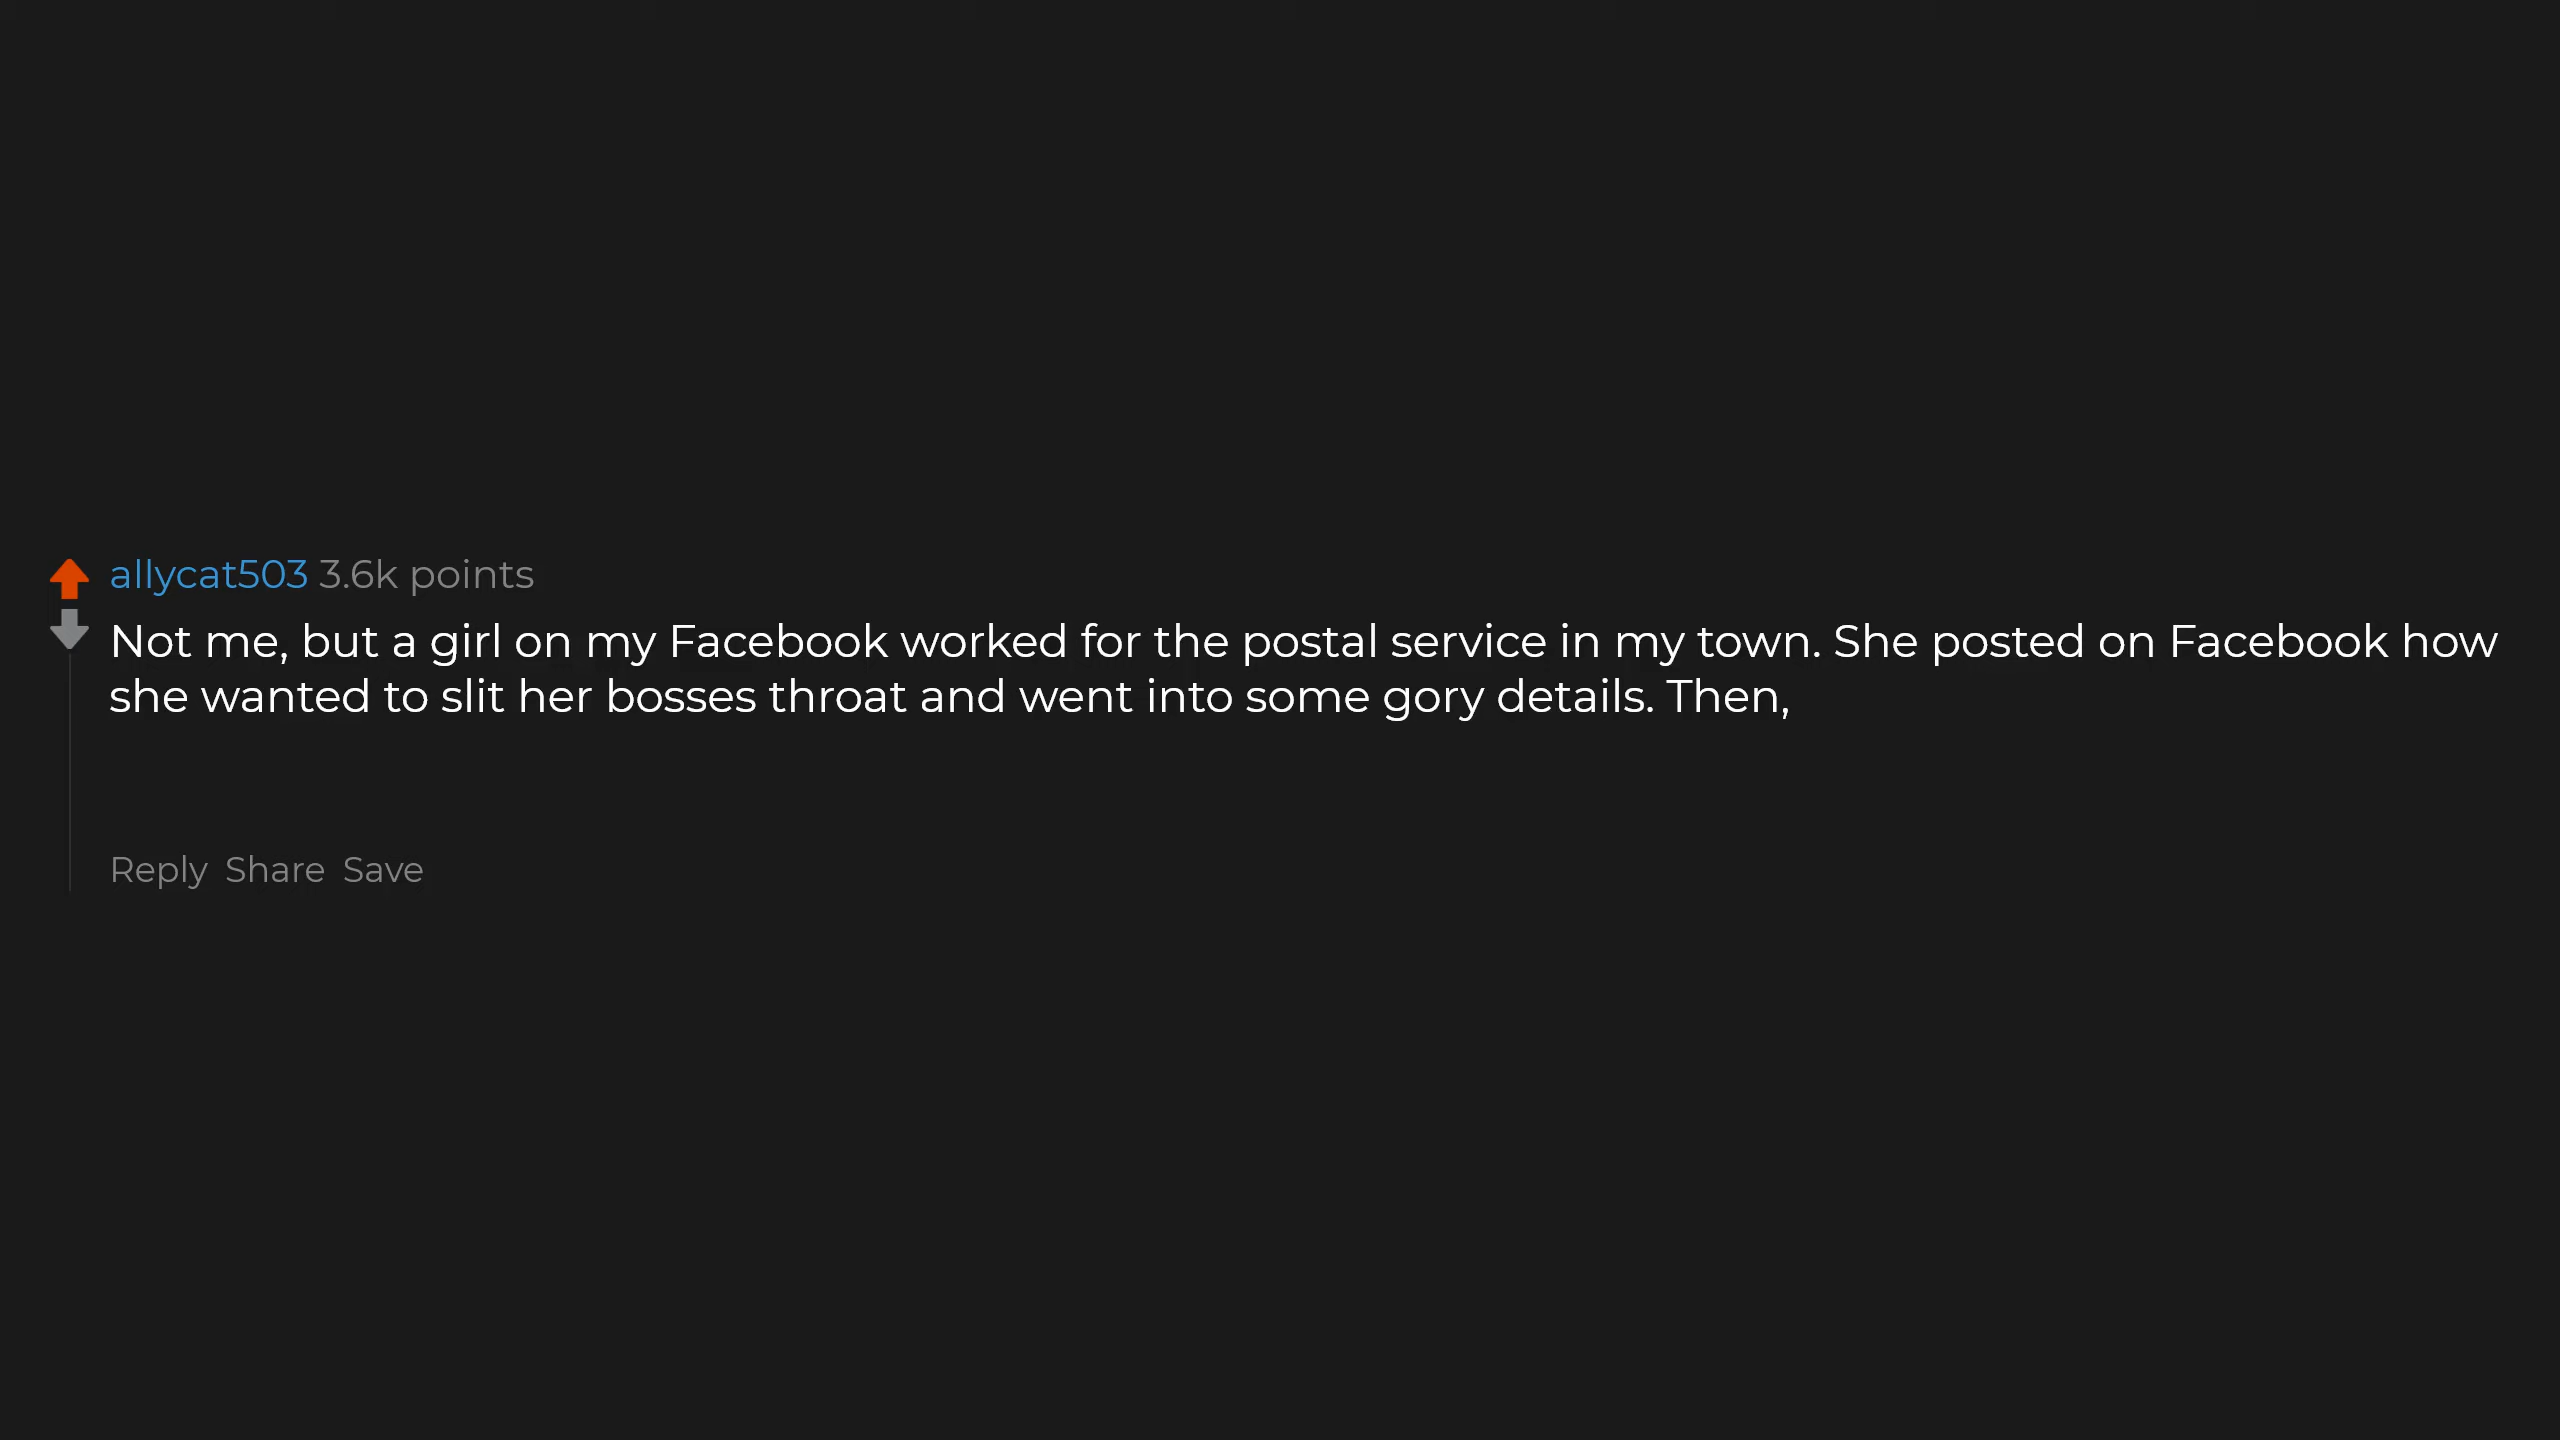 allycat503 3.6k points
Not me, but a girl on my Facebook worked for the postal service in my town. She posted on Facebook how
she wanted to slit her bosses throat and went into some gory details. Then,
Reply Share Save